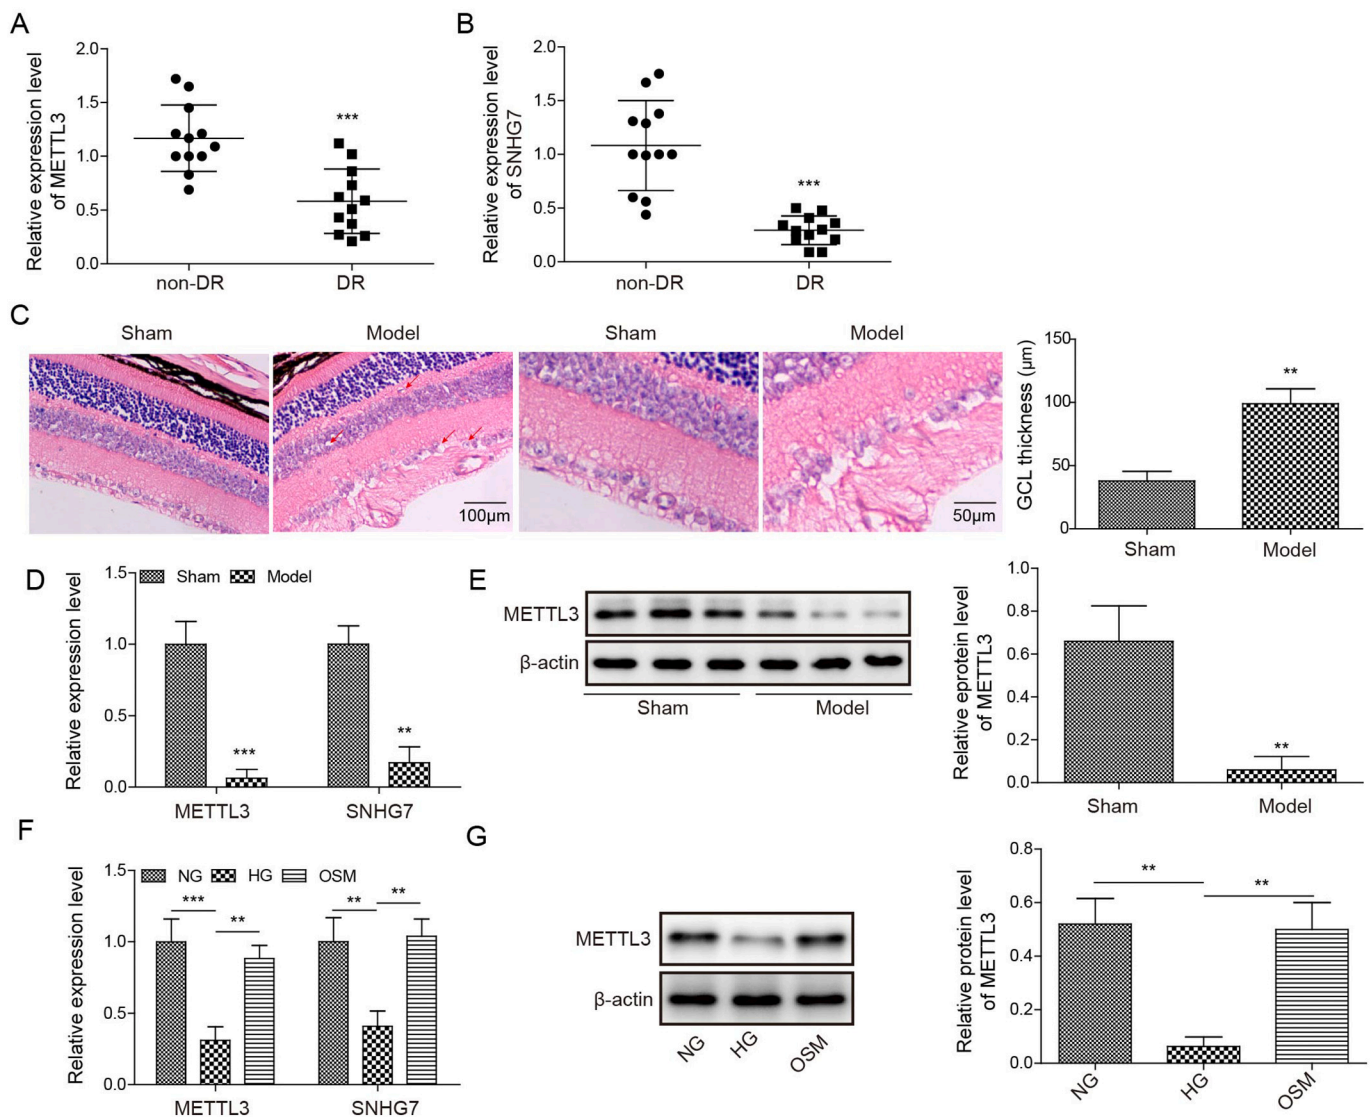 A
Relative expression level
of METTL3
2.0
1.5
1.0
0.5
0.0
***
non-DR
DR
B
Relative expression level
of SNHG7
2.0
1.5
1.0
0.5
0.0
***
non-DR
DR
C
Sham
Model
Sham
Model
100μm
50μm
GCL thickness (μm)
150
100
50
0
**
Sham
Model
D
Relative expression level
1.5
1.0
0.5
0.0
Sham
Model
***
**
METTL3
SNHG7
E
METTL3
β-actin
Sham
Model
Relative eprotein level
of METTL3
0.8
0.6
0.4
0.2
0.0
1.0
**
Sham
Model
F
Relative expression level
1.5
1.0
0.5
0.0
NG
HG
OSM
***
**
**
**
METTL3
SNHG7
G
METTL3
β-actin
NG
HG
OSM
Relative protein level
of METTL3
0.8
0.6
0.4
0.2
0.0
**
**
NG
HG
OSM